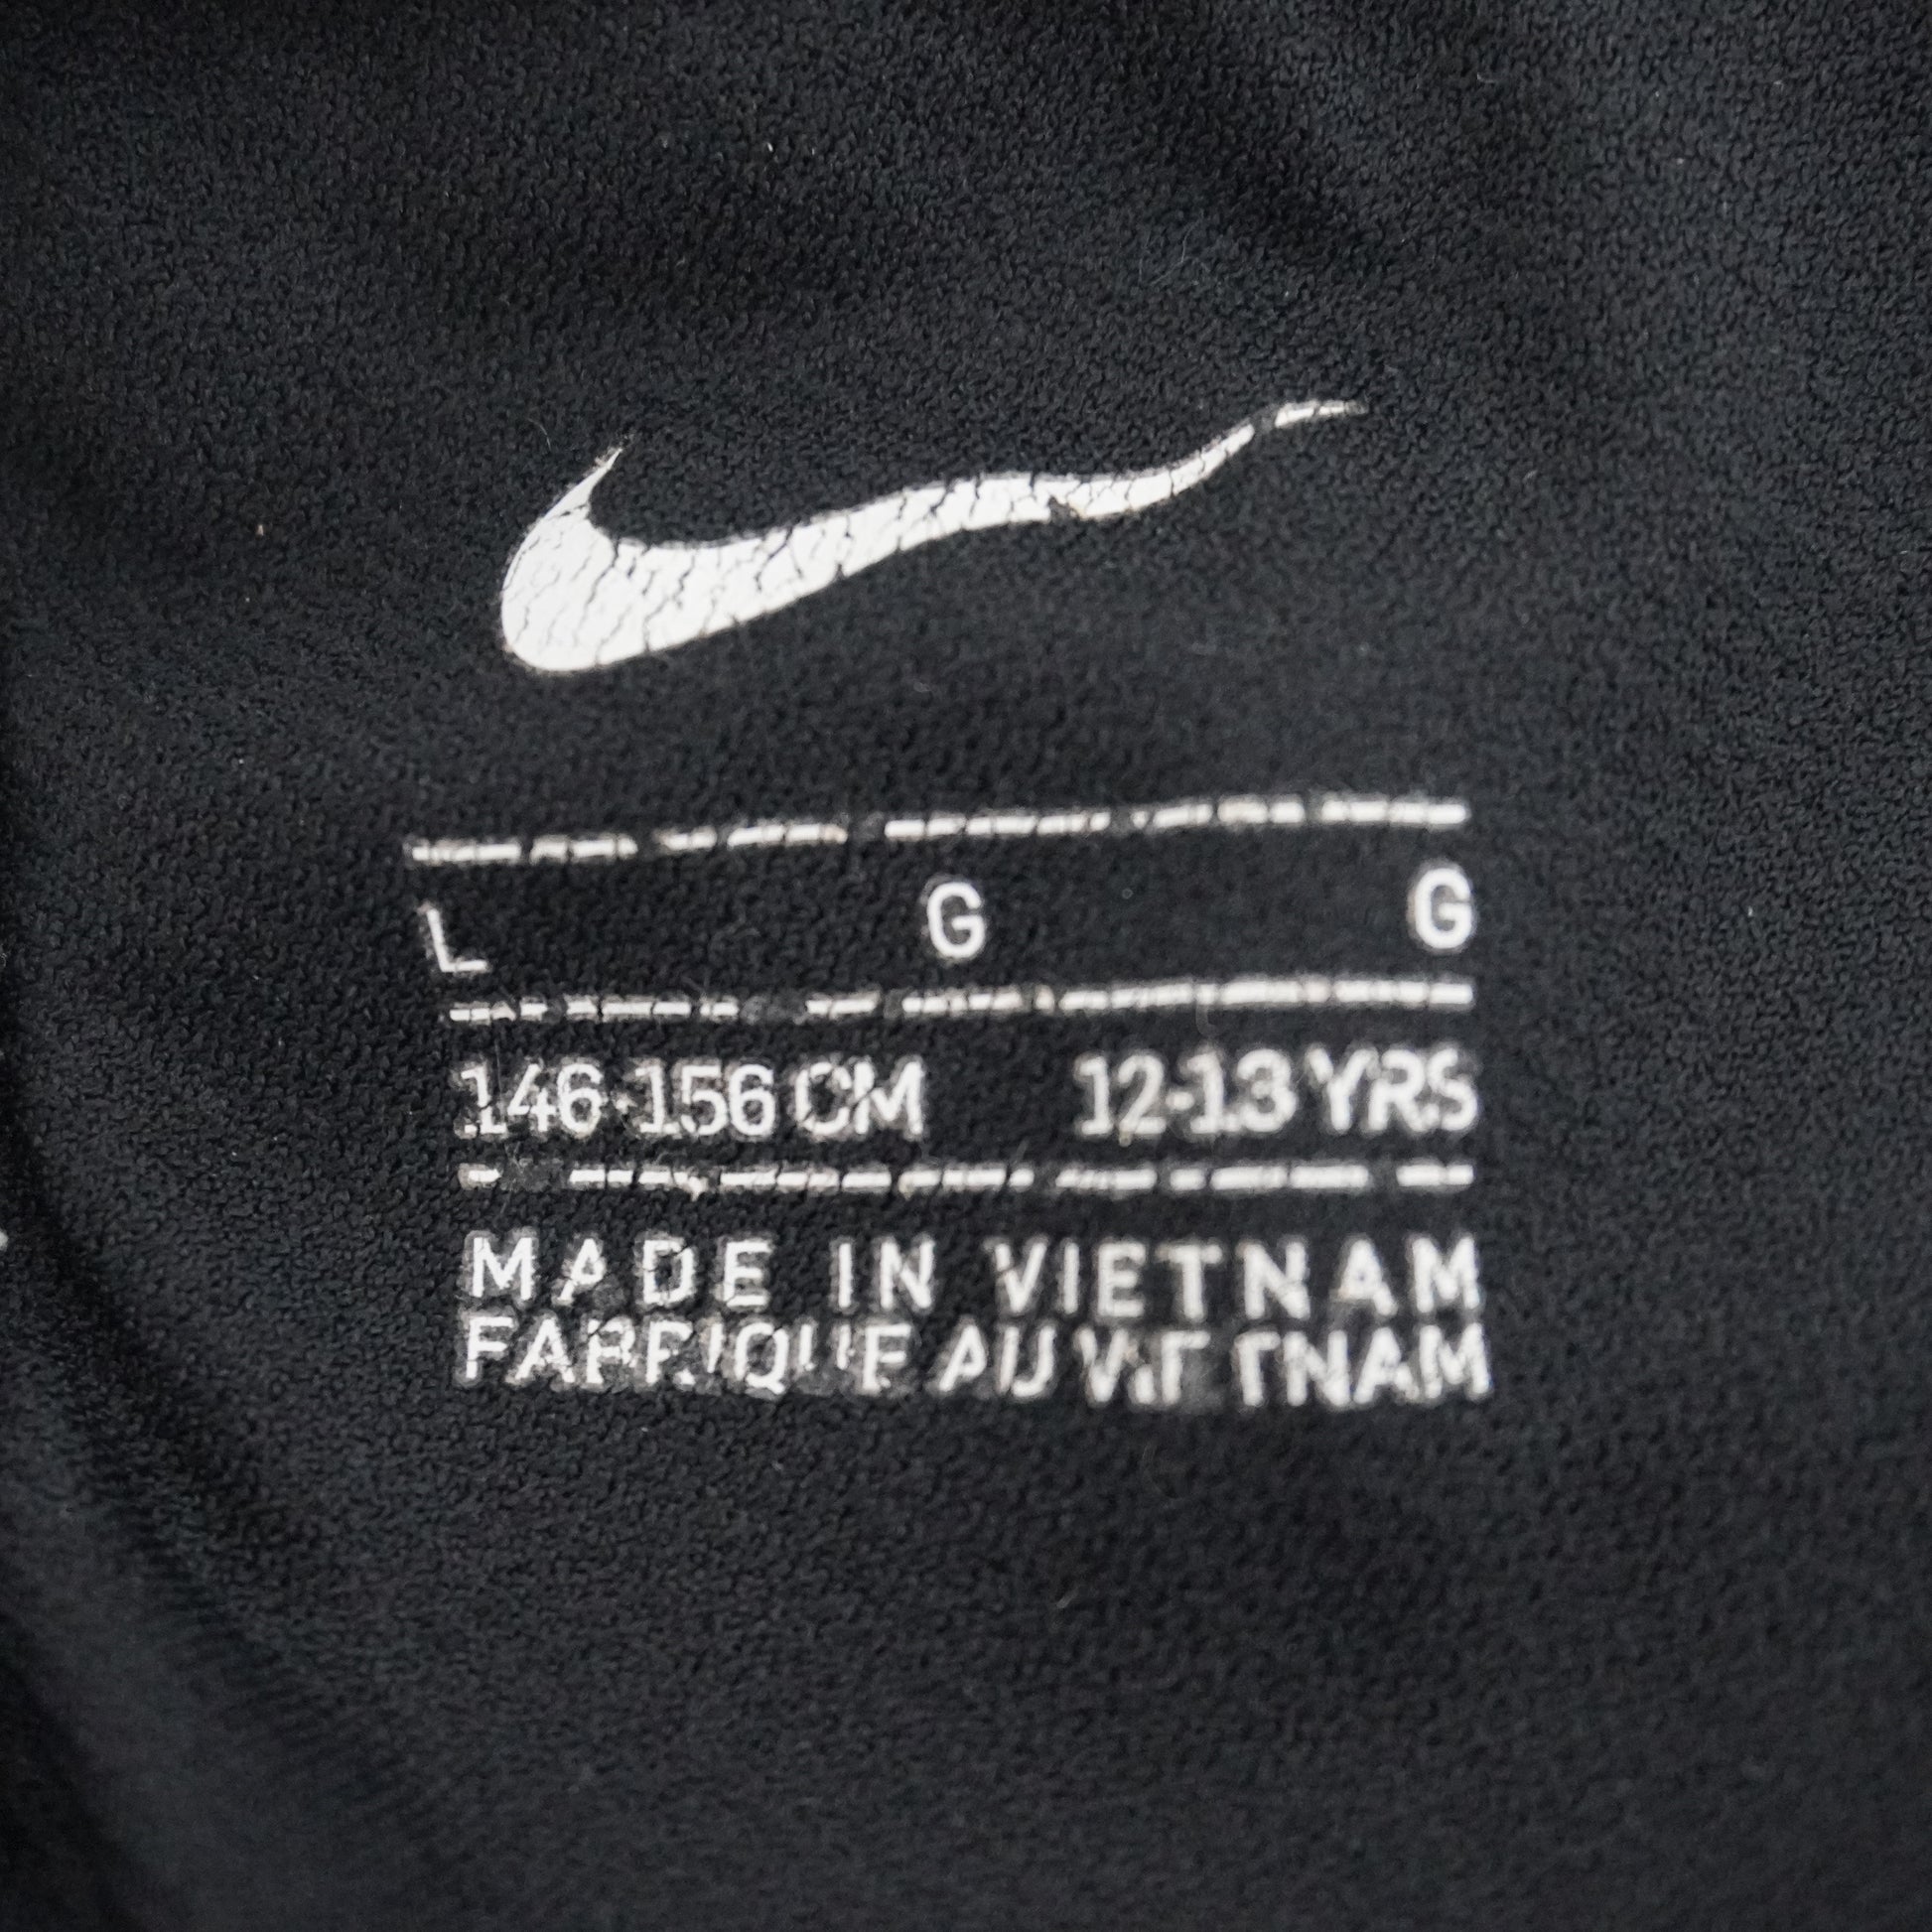 L G G
146-156 CM 12-13 YRS
MADE IN VIETNAM
FABRIQUE AU VIETNAM